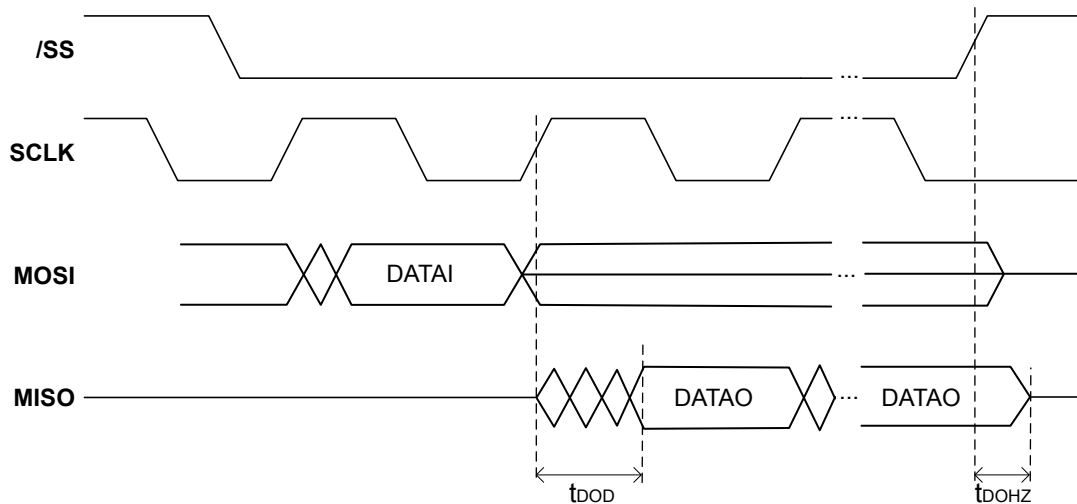 /SS
...
SCLK
...
MOSI
DATAI
...
MISO
DATAO
...
DATAO
tDOD
tDOHZ